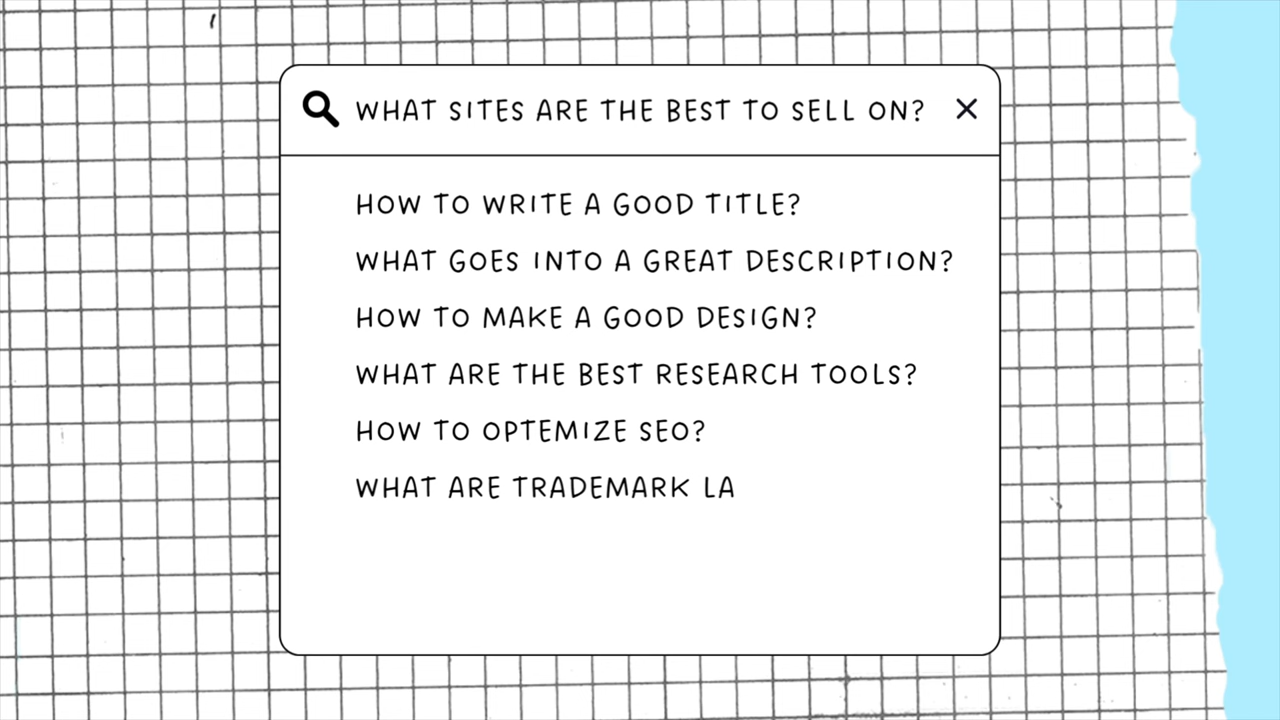 WHAT SITES ARE THE BEST TO SELL ON?
HOW TO WRITE A GOOD TITLE?
WHAT GOES INTO A GREAT DESCRIPTION?
HOW TO MAKE A GOOD DESIGN?
WHAT ARE THE BEST RESEARCH TOOLS?
HOW TO OPTEMIZE SEO?
WHAT ARE TRADEMARK LA